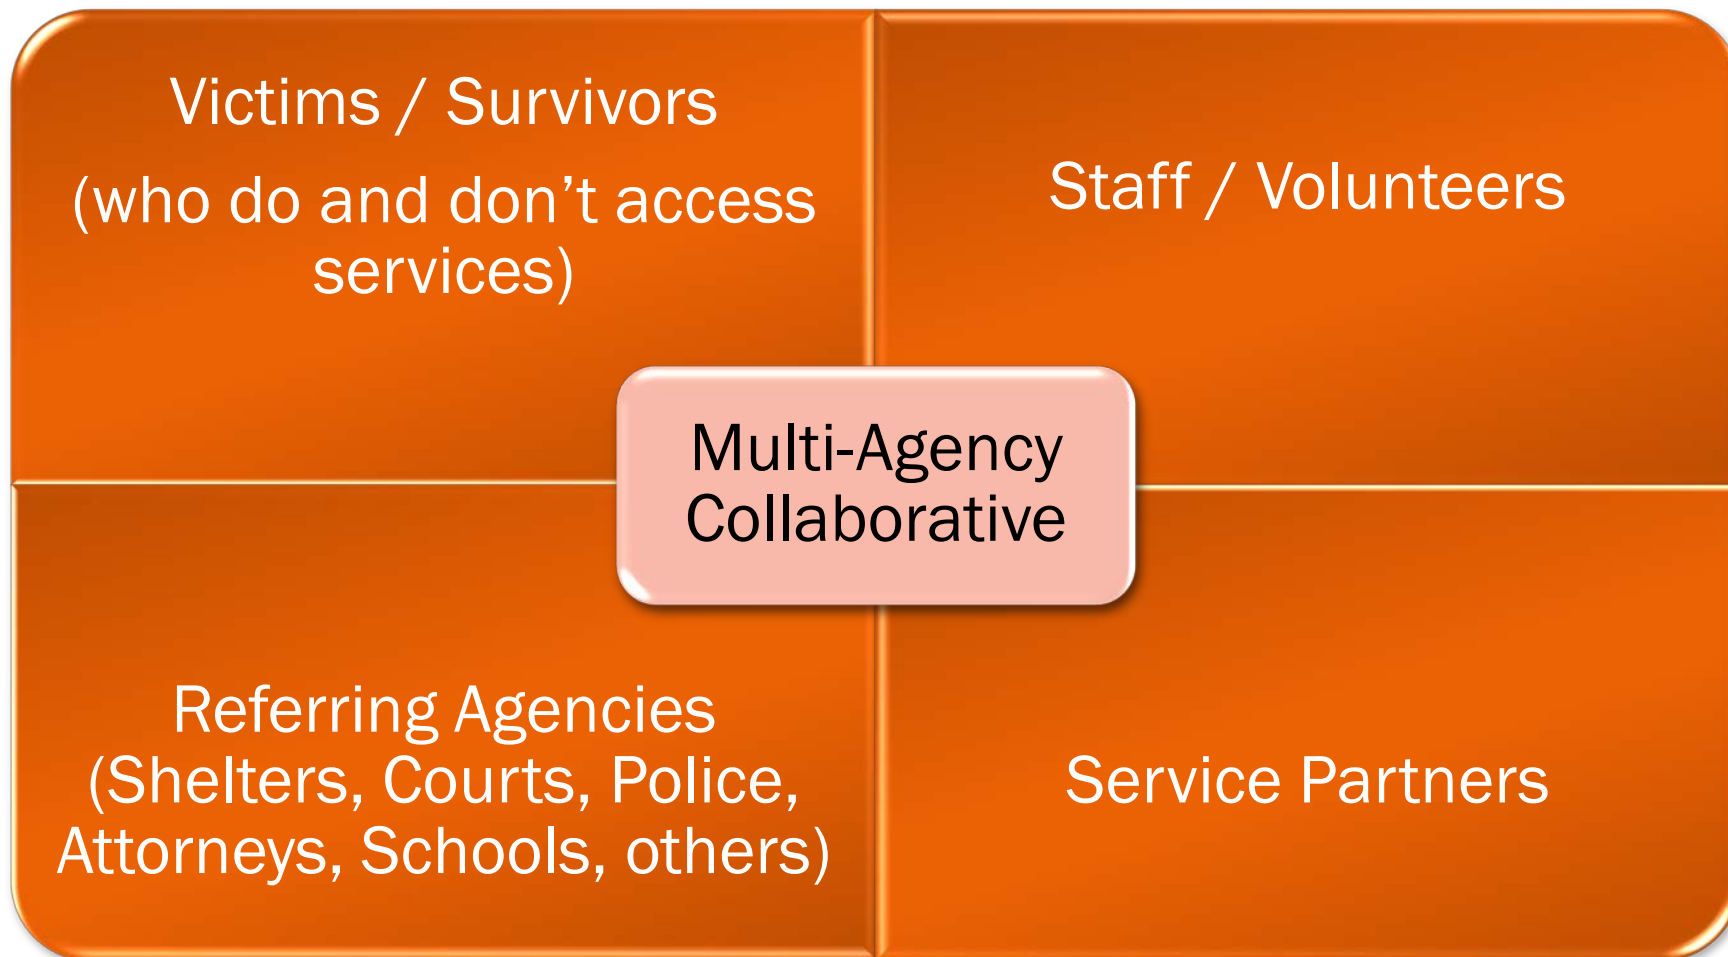 Victims / Survivors
(who do and don’t access
services)
Staff / Volunteers
Multi-Agency
Collaborative
Referring Agencies
(Shelters, Courts, Police,
Attorneys, Schools, others)
Service Partners